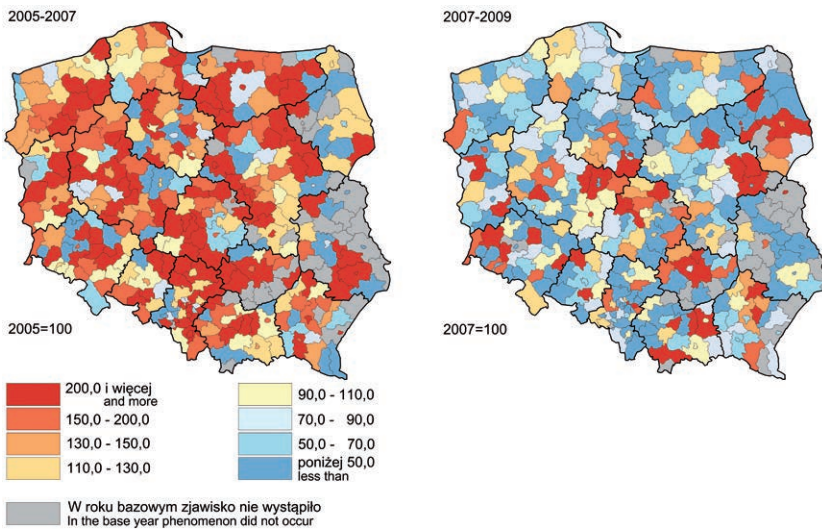 2005-2007
2007-2009
2005=100
2007=100
200,0 i więcej
and more
150,0 - 200,0
130,0 - 150,0
110,0 - 130,0
90,0 - 110,0
70,0 - 90,0
50,0 - 70,0
poniżej 50,0
less than
W roku bazowym zjawisko nie wystąpiło
In the base year phenomenon did not occur